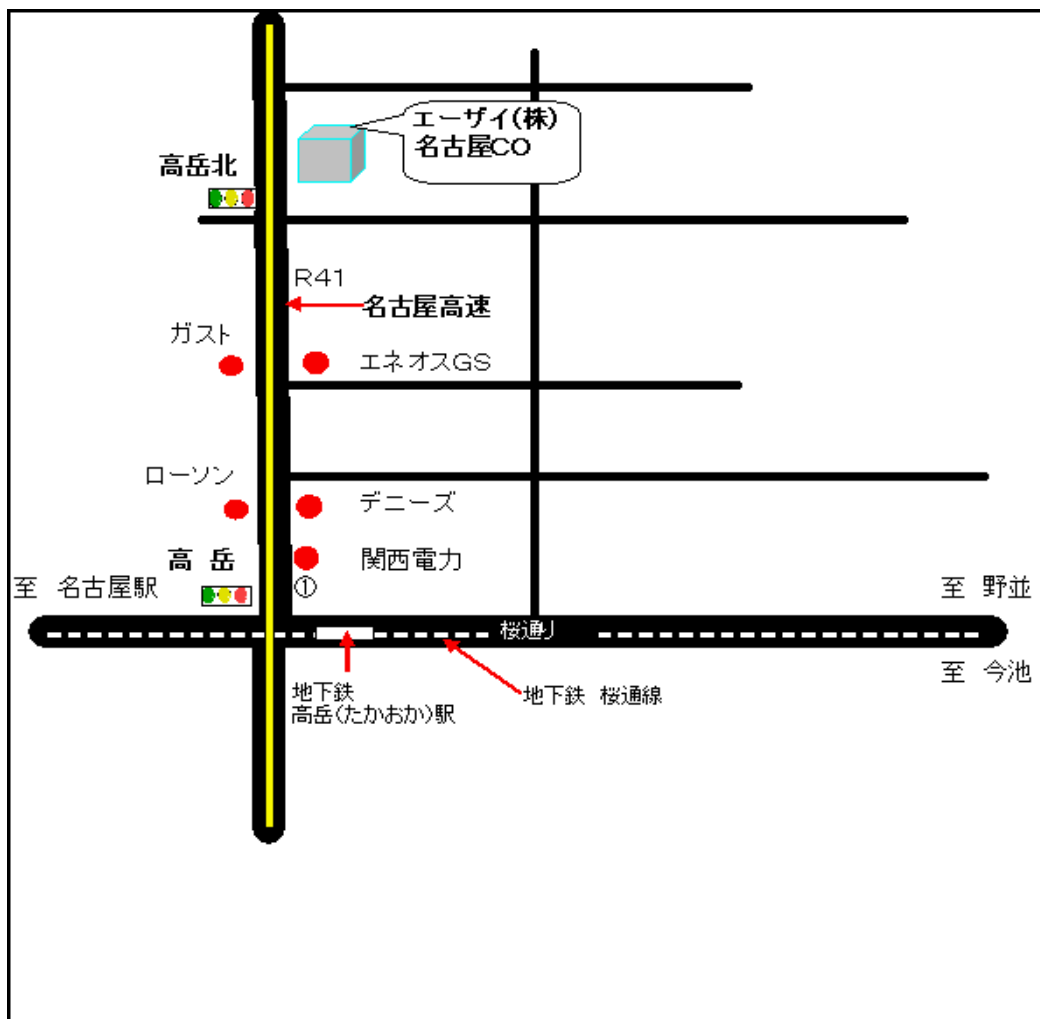 エーザイ(株)
名古屋CO
高岳北
R41
名古屋高速
ガスト
エネオスGS
ローソン
デニーズ
高 岳
関西電力
至 名古屋駅
①
至 野並
桜通り
至 今池
地下鉄
高岳(たかおか)駅
地下鉄 桜通線